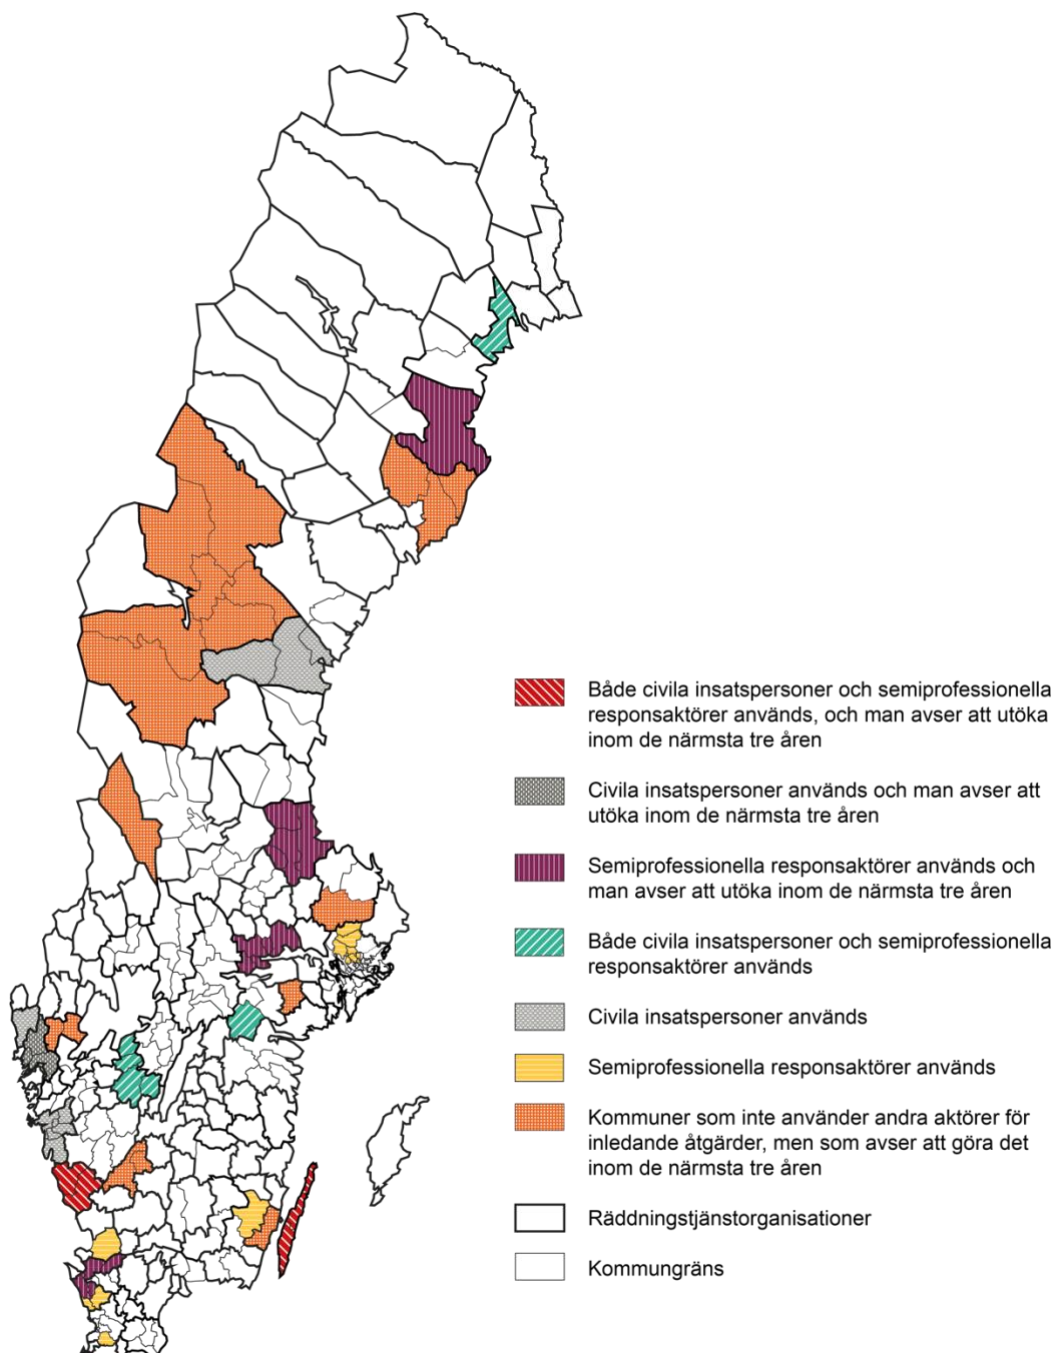 Både civila insatspersoner och semiprofessionella
responsaktörer används, och man avser att utöka
inom de närmsta tre åren
Civila insatspersoner används och man avser att
utöka inom de närmsta tre åren
Semiprofessionella responsaktörer används och
man avser att utöka inom de närmsta tre åren
Både civila insatspersoner och semiprofessionella
responsaktörer används
Civila insatspersoner används
Semiprofessionella responsaktörer används
Kommuner som inte använder andra aktörer för
inledande åtgärder, men som avser att göra det
inom de närmsta tre åren
Räddningstjänstorganisationer
Kommungräns